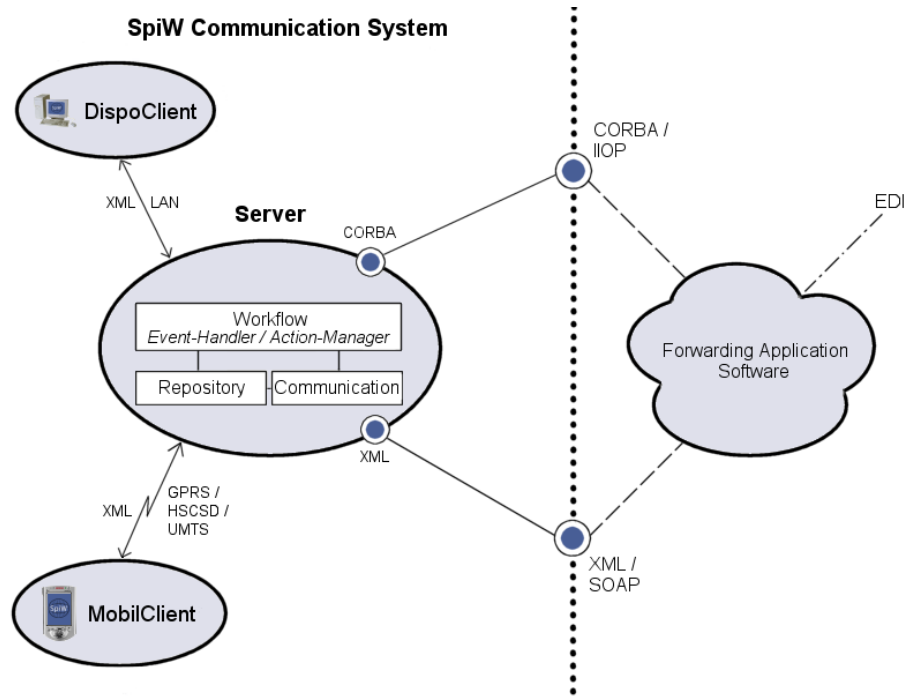 SpiW Communication System
DispoClient
CORBA /
IIOP
XML
LAN
EDI
Server
CORBA
Workflow
Event-Handler / Action-Manager
Forwarding Application
Software
Repository
Communication
XML
GPRS /
HSCSD /
UMTS
XML
XML /
SOAP
SpiW
MobilClient